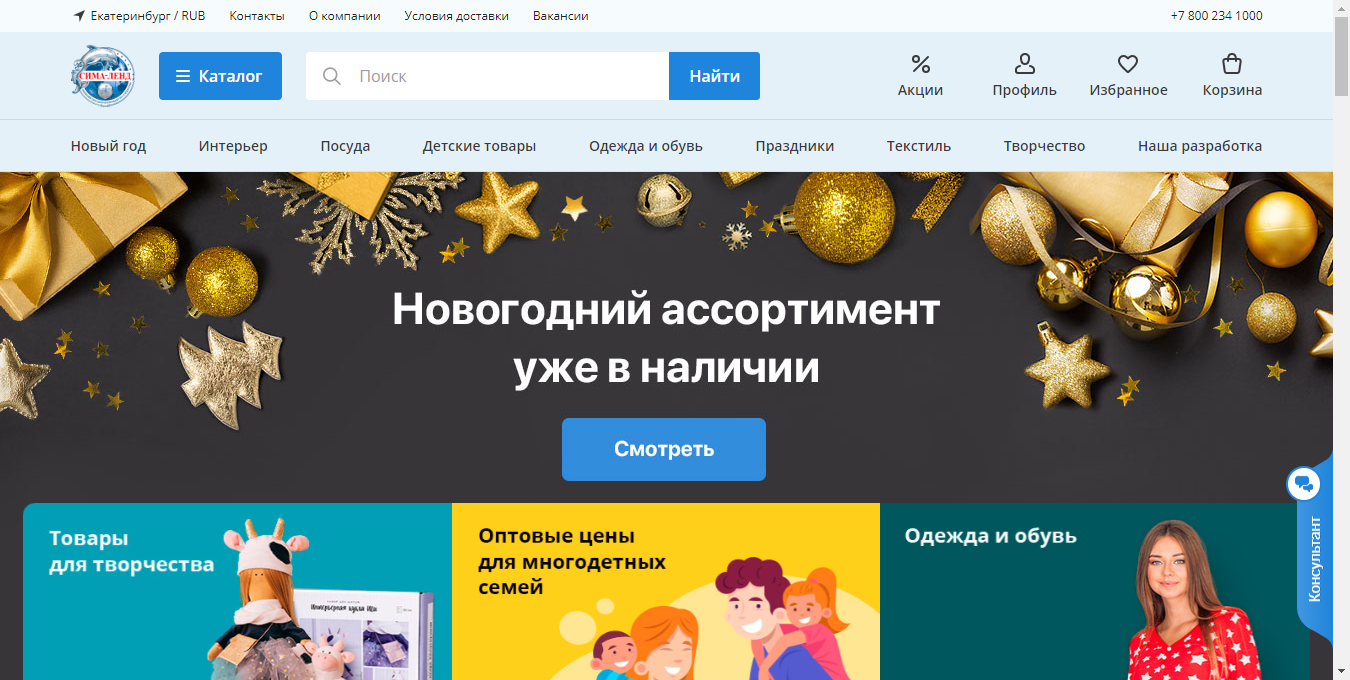 Екатеринбург / RUB
Контакты
О компании
Условия доставки
Вакансии
+7 800 234 1000
СИМА-ЛЕНД
Каталог
Поиск
Найти
Акции
Профиль
Избранное
Корзина
Новый год
Интерьер
Посуда
Детские товары
Одежда и обувь
Праздники
Текстиль
Творчество
Наша разработка
Новогодний ассортимент
уже в наличии
Смотреть
Товары
для творчества
Оптовые цены
для многодетных
семей
Одежда и обувь
Консультант
Интерьерная кукла